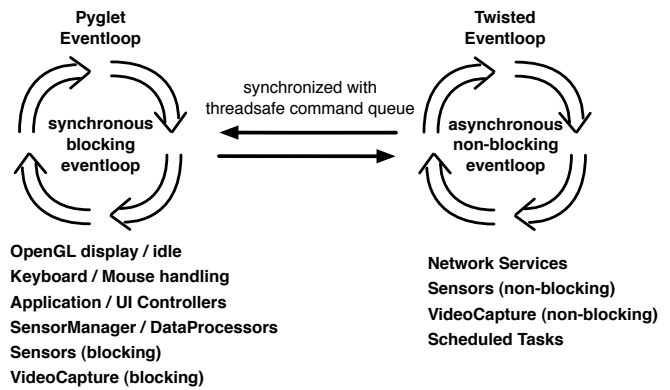 Pyglet
Eventloop
synchronous
blocking
eventloop
synchronized with
threadsafe command queue
Twisted
Eventloop
asynchronous
non-blocking
eventloop
OpenGL display / idle
Keyboard / Mouse handling
Application / UI Controllers
SensorManager / DataProcessors
Sensors (blocking)
VideoCapture (blocking)
Network Services
Sensors (non-blocking)
VideoCapture (non-blocking)
Scheduled Tasks